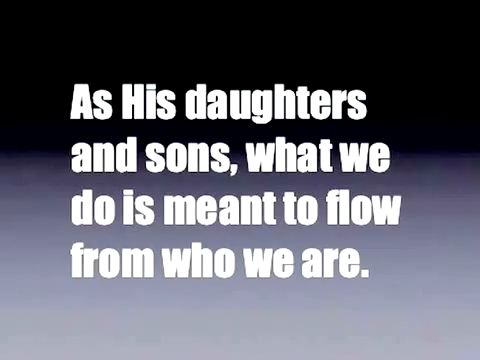 As His daughters
and sons, what we
do is meant to flow
from who we are.